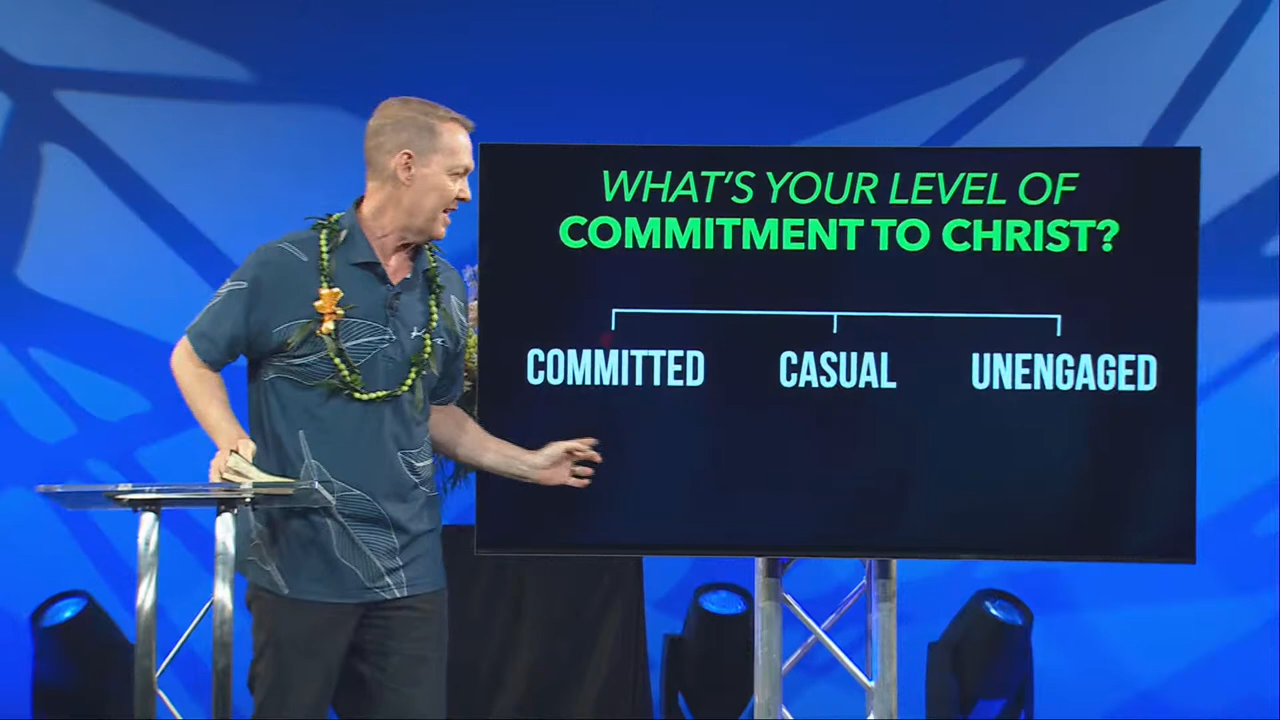 WHAT'S YOUR LEVEL OF
COMMITMENT TO CHRIST?
COMMITTED
CASUAL
UNENGAGED